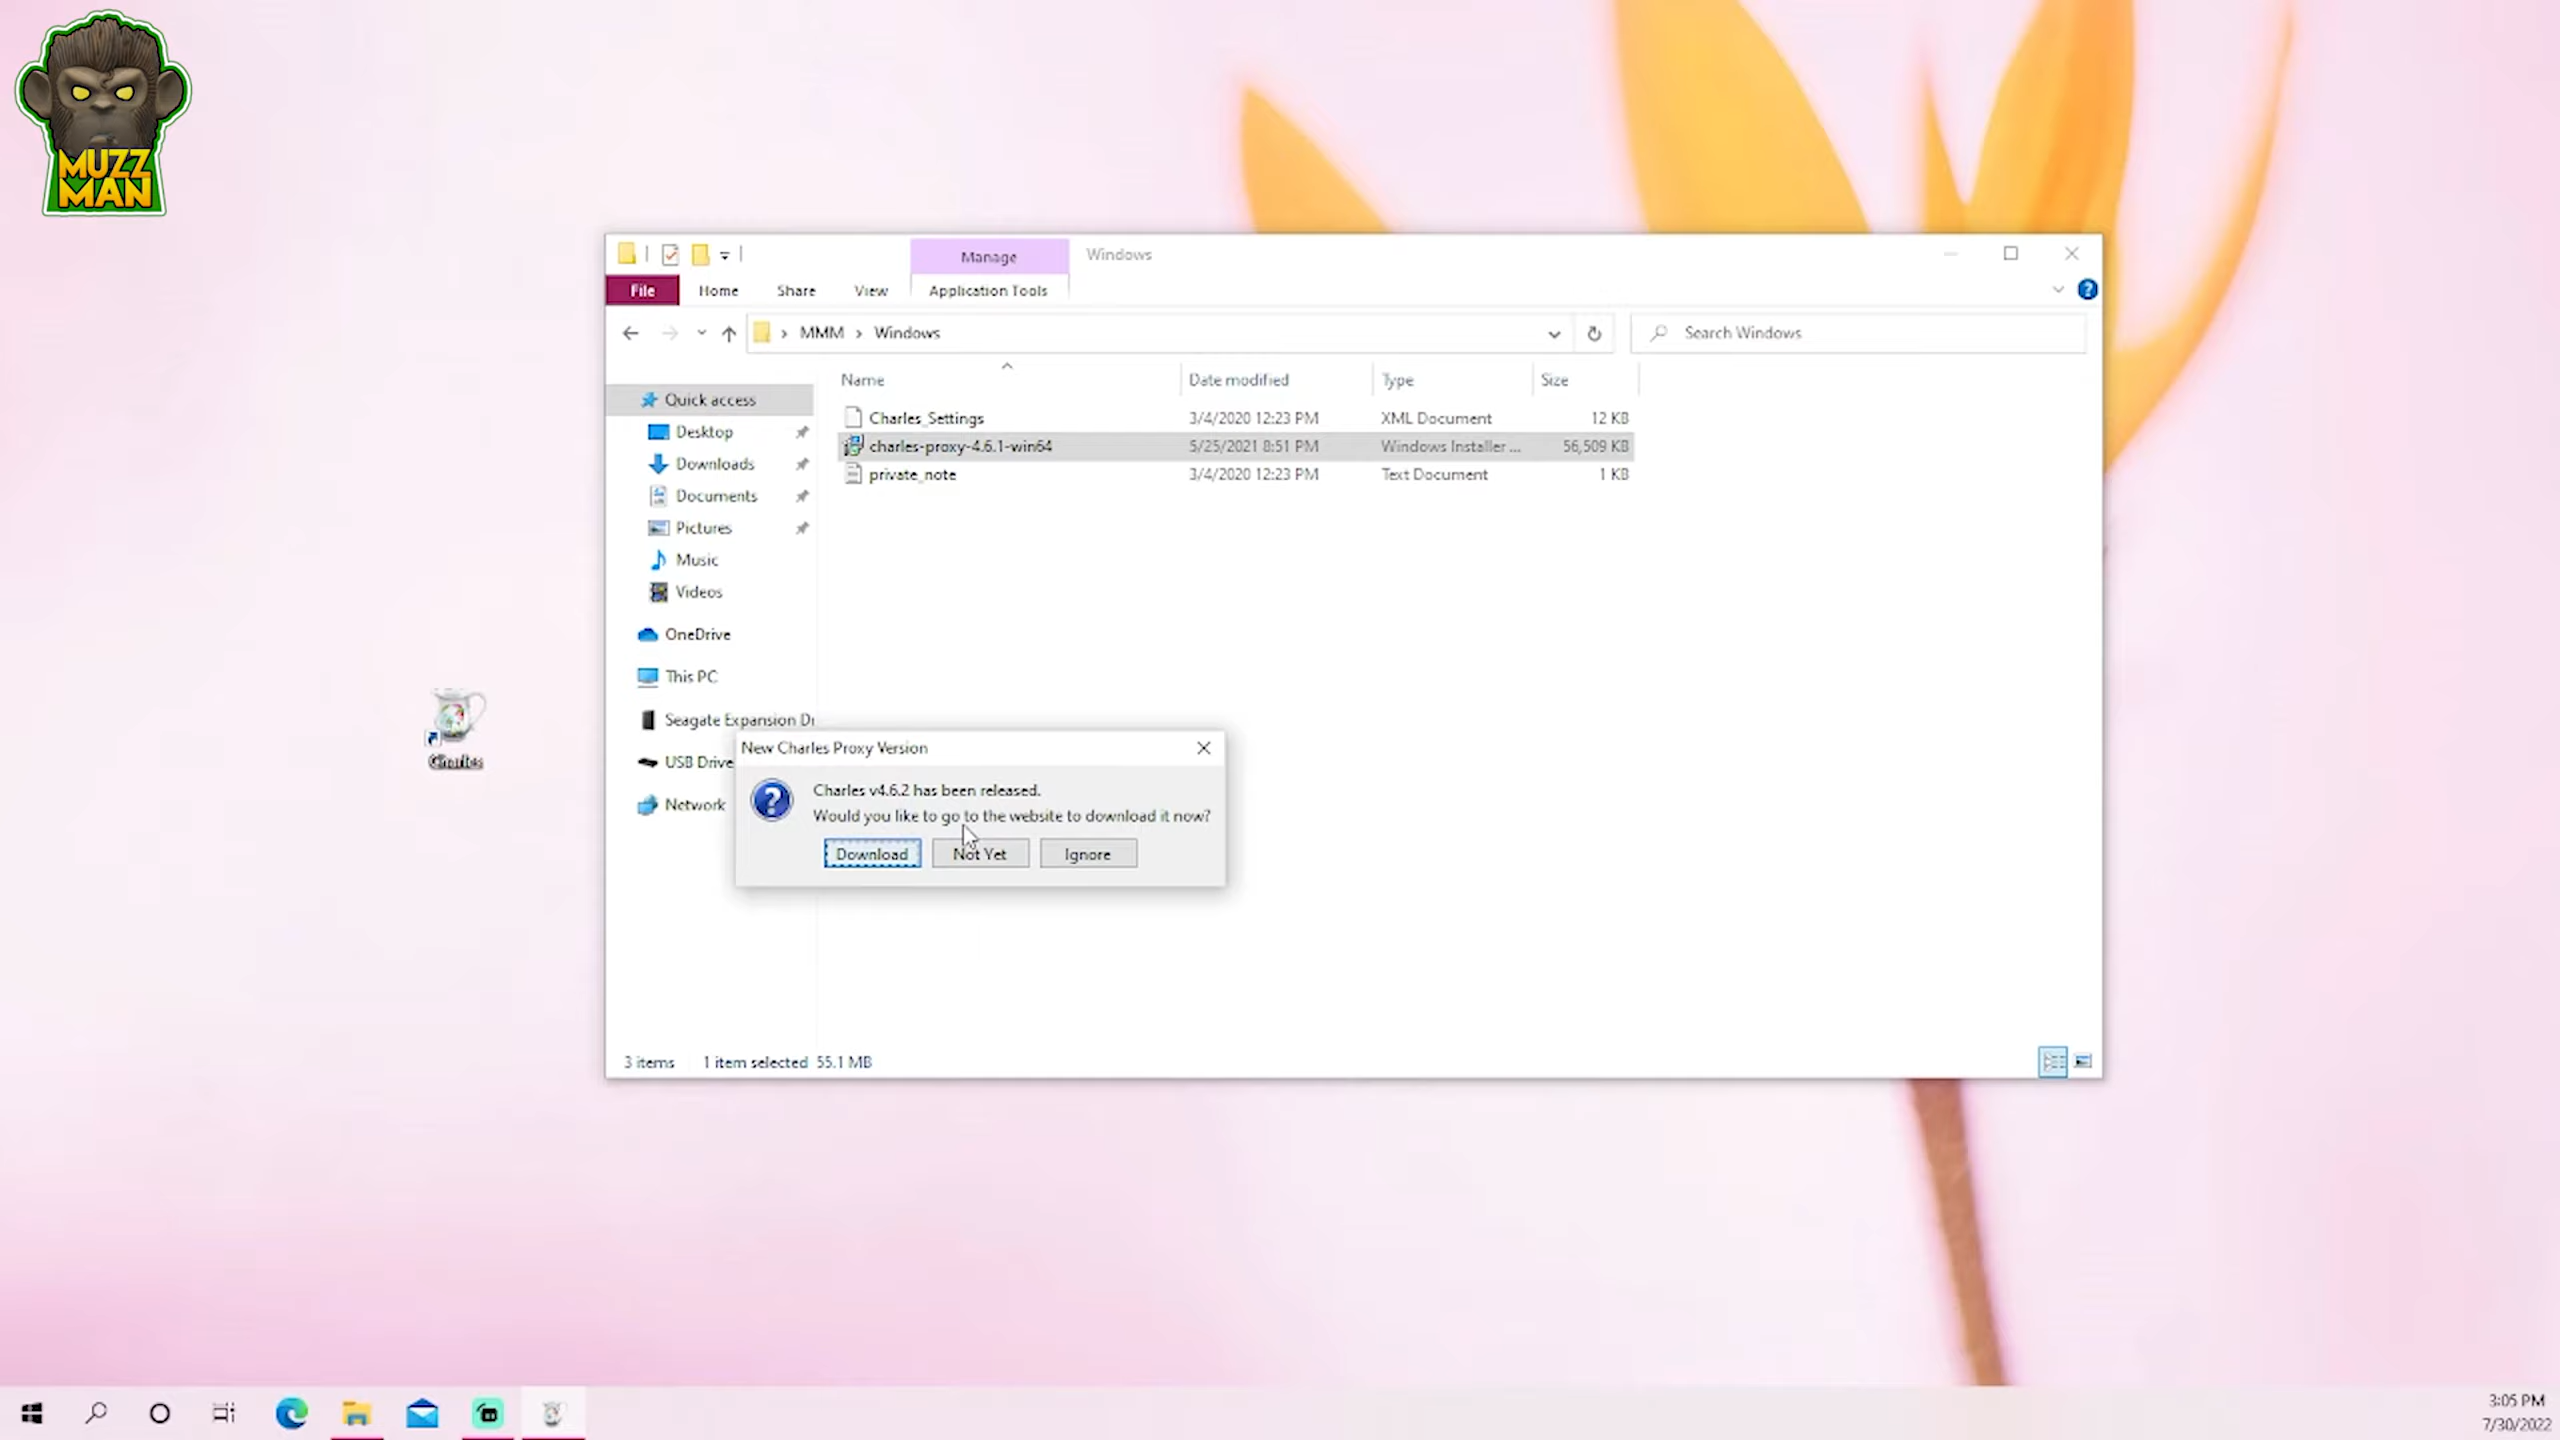 MUZZ
MAN
Manage
Windows
File
Home
Share
View
Application Tools
MMM
Windows
Search Windows
Name
Date modified
Type
Size
Quick access
Charles_Settings
3/4/2020 12:23 PM
XML Document
12 KB
Desktop
charles-proxy-4.6.1-win64
5/25/2021 8:51 PM
Windows Installer ...
56,509 KB
Downloads
private_note
3/4/2020 12:23 PM
Text Document
1 KB
Documents
Pictures
Music
Videos
OneDrive
This PC
Seagate Expansion Dr
USB Drive
Network
Charles
New Charles Proxy Version
Charles v4.6.2 has been released.
Would you like to go to the website to download it now?
Download
Not Yet
Ignore
3 items
1 item selected 55.1 MB
3:05 PM
7/30/2022